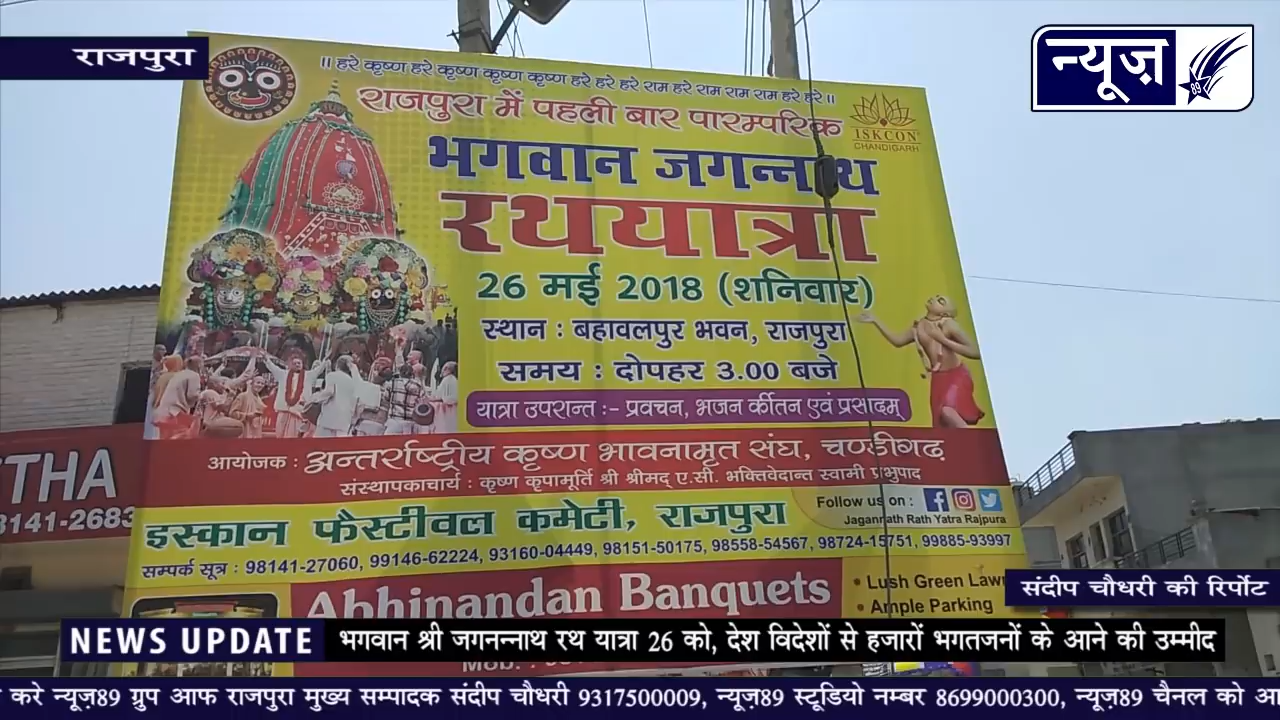 राजपुरा
न्यूज़
89
॥ हरे कृष्ण हरे कृष्ण कृष्ण कृष्ण हरे हरे हरे राम हरे राम राम राम हरे हरे ॥
राजपुरा में पहली बार पारम्परिक
ISKCON
CHANDIGARH
भगवान जगन्नाथ
रथयात्रा
26 मई 2018 (शनिवार)
स्थान : बहावलपुर भवन, राजपुरा
समय : दोपहर 3.00 बजे
यात्रा उपरान्त :- प्रवचन, भजन र्कीतन एवं प्रसादम्
आयोजक : अन्तर्राष्ट्रीय कृष्ण भावनामृत संघ, चण्डीगढ़
संस्थापकाचार्य : कृष्ण कृपामूर्ति श्री श्रीमद् ए.सी. भक्तिवेदान्त स्वामी प्रभुपाद
इस्कान फेस्टीवल कमेटी, राजपुरा
Follow us on :
Jagannath Rath Yatra Rajpura
सम्पर्क सूत्र : 98141-27060, 99146-62224, 93160-04449, 98151-50175, 98558-54567, 98724-15751, 99885-93997
THA
8141-2683
Abhinandan Banquets
• Lush Green Lawn
• Ample Parking
संदीप चौधरी की रिर्पोट
NEWS UPDATE
भगवान श्री जगनन्नाथ रथ यात्रा 26 को, देश विदेशों से हजारों भगतजनों के आने की उम्मीद
करे न्यूज़89 ग्रुप आफ राजपुरा मुख्य सम्पादक संदीप चौधरी 9317500009, न्यूज़89 स्टूडियो नम्बर 8699000300, न्यूज़89 चैनल को